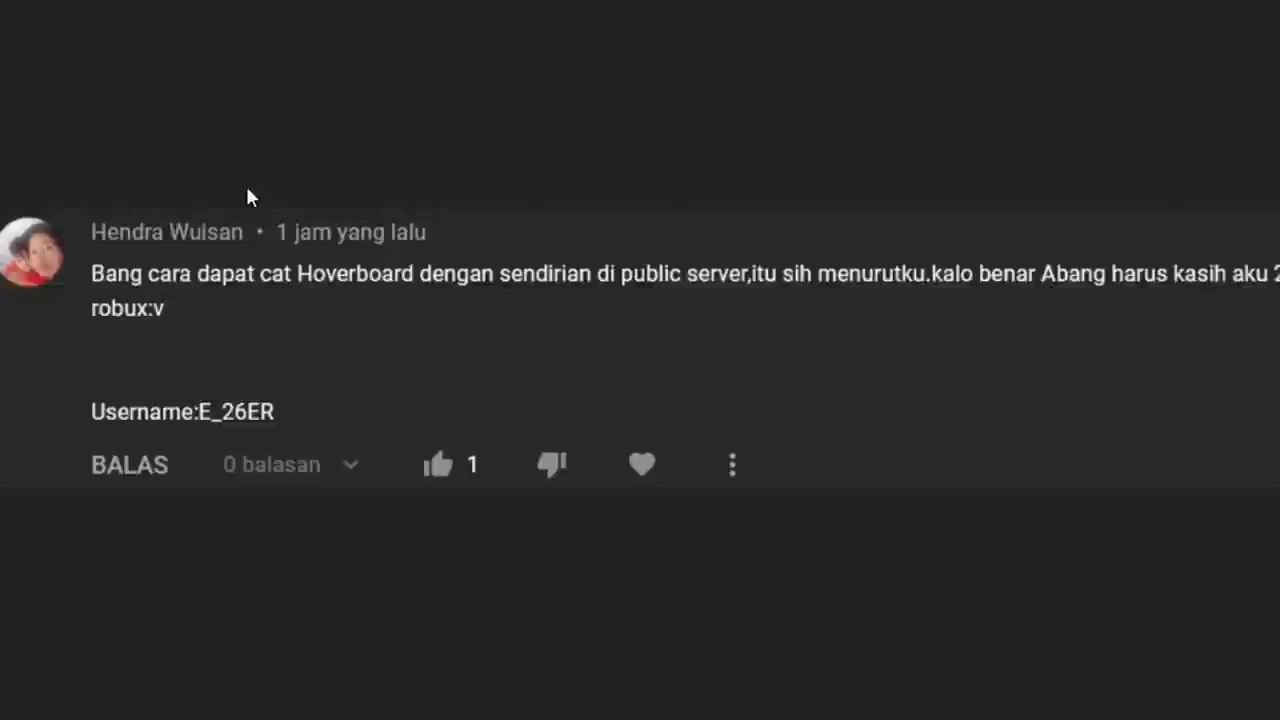 Hendra Wulsan • 1 jam yang lalu
Bang cara dapat cat Hoverboard dengan sendirian di public server,itu sih menurutku.kalo benar Abang harus kasih aku 2
robux:v
Username:E_26ER
BALAS 0 balasan 1